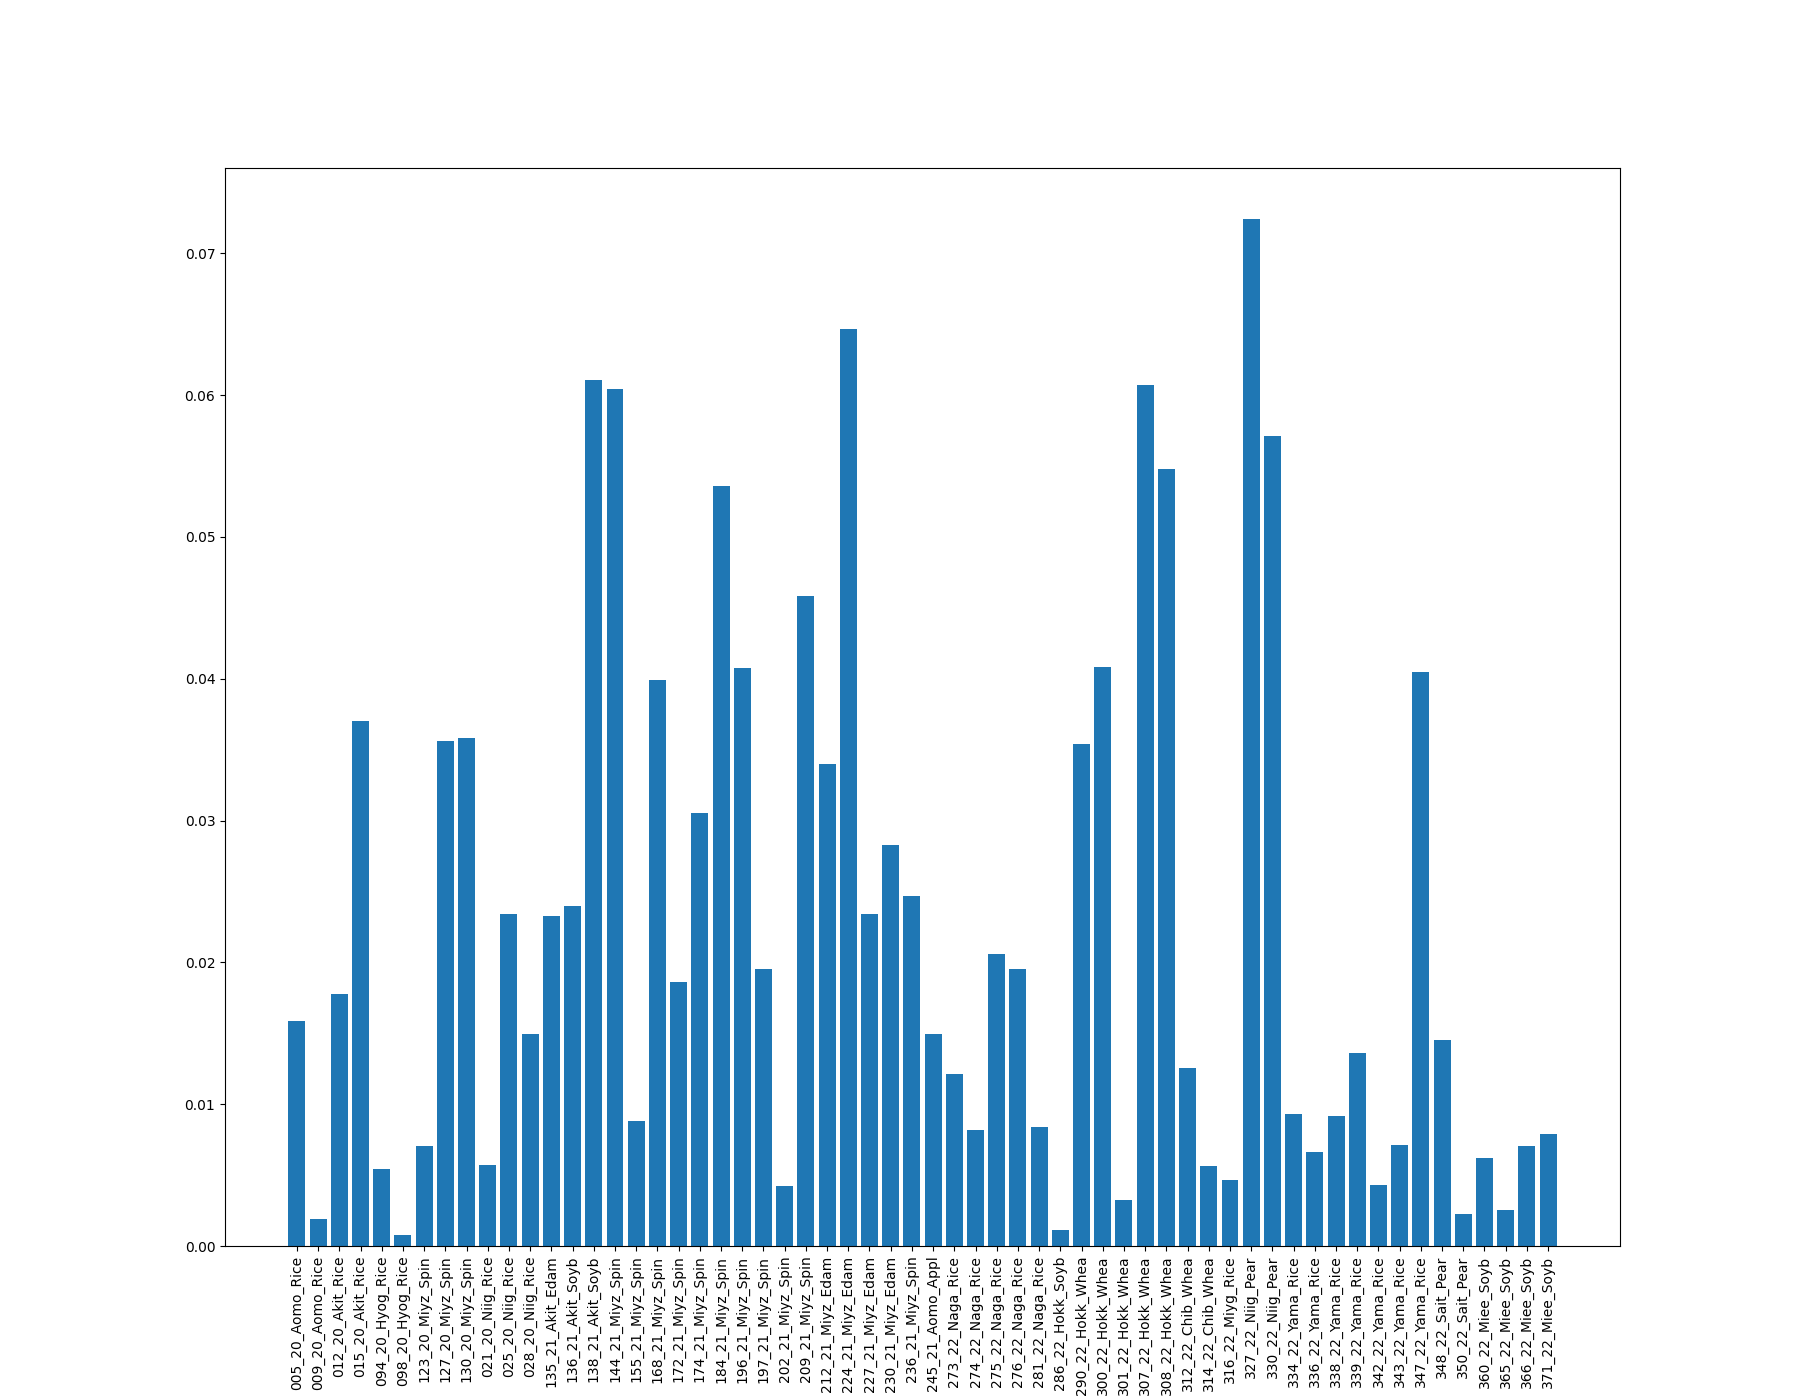 0.07
0.06
0.05
0.04
0.03
0.02
0.01
0.00
005_20_Aomo_Rice
009_20_Aomo_Rice
012_20_Akit_Rice
015_20_Akit_Rice
094_20_Hyog_Rice
098_20_Hyog_Rice
123_20_Miyz_Spin
127_20_Miyz_Spin
130_20_Miyz_Spin
021_20_Niig_Rice
025_20_Niig_Rice
028_20_Niig_Rice
135_21_Akit_Edam
136_21_Akit_Soyb
138_21_Akit_Soyb
144_21_Miyz_Spin
155_21_Miyz_Spin
168_21_Miyz_Spin
172_21_Miyz_Spin
174_21_Miyz_Spin
184_21_Miyz_Spin
196_21_Miyz_Spin
197_21_Miyz_Spin
202_21_Miyz_Spin
209_21_Miyz_Spin
212_21_Miyz_Edam
224_21_Miyz_Edam
227_21_Miyz_Edam
230_21_Miyz_Edam
236_21_Miyz_Spin
245_21_Aomo_Appl
273_22_Naga_Rice
274_22_Naga_Rice
275_22_Naga_Rice
276_22_Naga_Rice
281_22_Naga_Rice
286_22_Hokk_Soyb
290_22_Hokk_Whea
300_22_Hokk_Whea
301_22_Hokk_Whea
307_22_Hokk_Whea
308_22_Hokk_Whea
312_22_Chib_Whea
314_22_Chib_Whea
316_22_Miyg_Rice
327_22_Niig_Pear
330_22_Niig_Pear
334_22_Yama_Rice
336_22_Yama_Rice
338_22_Yama_Rice
339_22_Yama_Rice
342_22_Yama_Rice
343_22_Yama_Rice
347_22_Yama_Rice
348_22_Sait_Pear
350_22_Sait_Pear
360_22_Miee_Soyb
365_22_Miee_Soyb
366_22_Miee_Soyb
371_22_Miee_Soyb